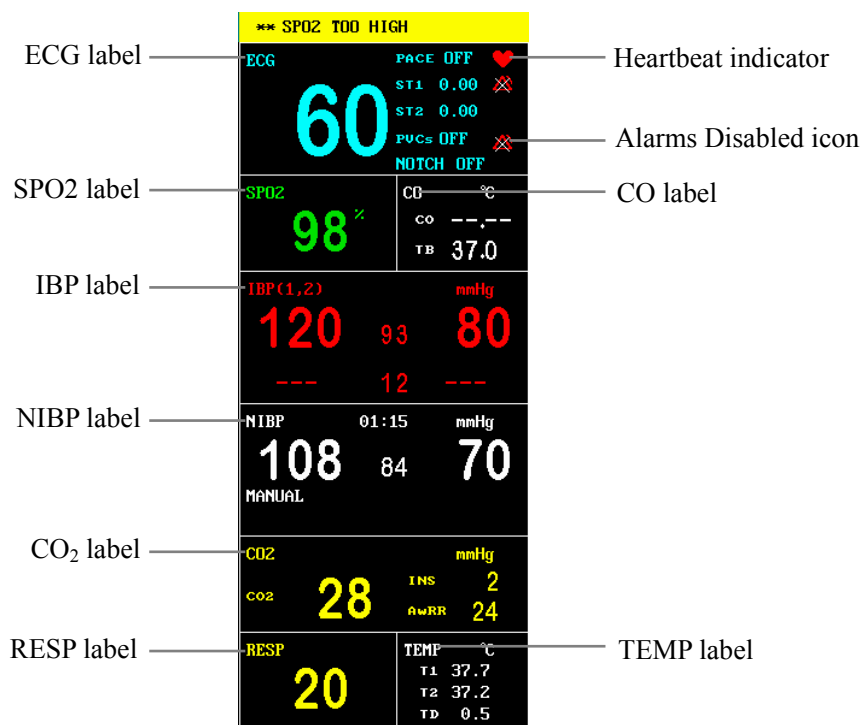 ** SPO2 TOO HIGH
ECG label
ECG
PACE OFF
Heartbeat indicator
60
ST1 0.00
ST2 0.00
PVCs OFF
Alarms Disabled icon
NOTCH OFF
SPO2 label
SPO2
98 %
CO °C
CO label
CO --.--
TB 37.0
IBP label
IBP(1,2) mmHg
120 93 80
--- 12 ---
NIBP label
NIBP 01:15 mmHg
108 84 70
MANUAL
CO₂ label
CO2 mmHg
CO2 28
INS 2
AwRR 24
RESP label
RESP
20
TEMP °C
TEMP label
T1 37.7
T2 37.2
TD 0.5